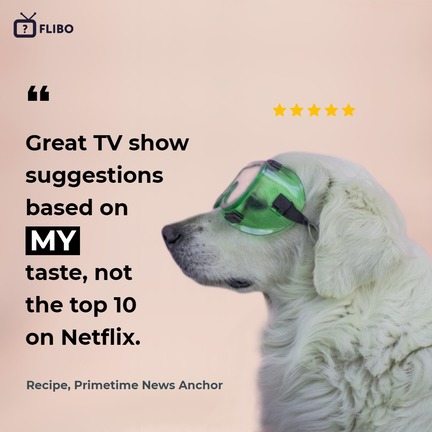 ?
FLIBO
“
Great TV show
suggestions
based on
MY
taste, not
the top 10
on Netflix.
Recipe, Primetime News Anchor